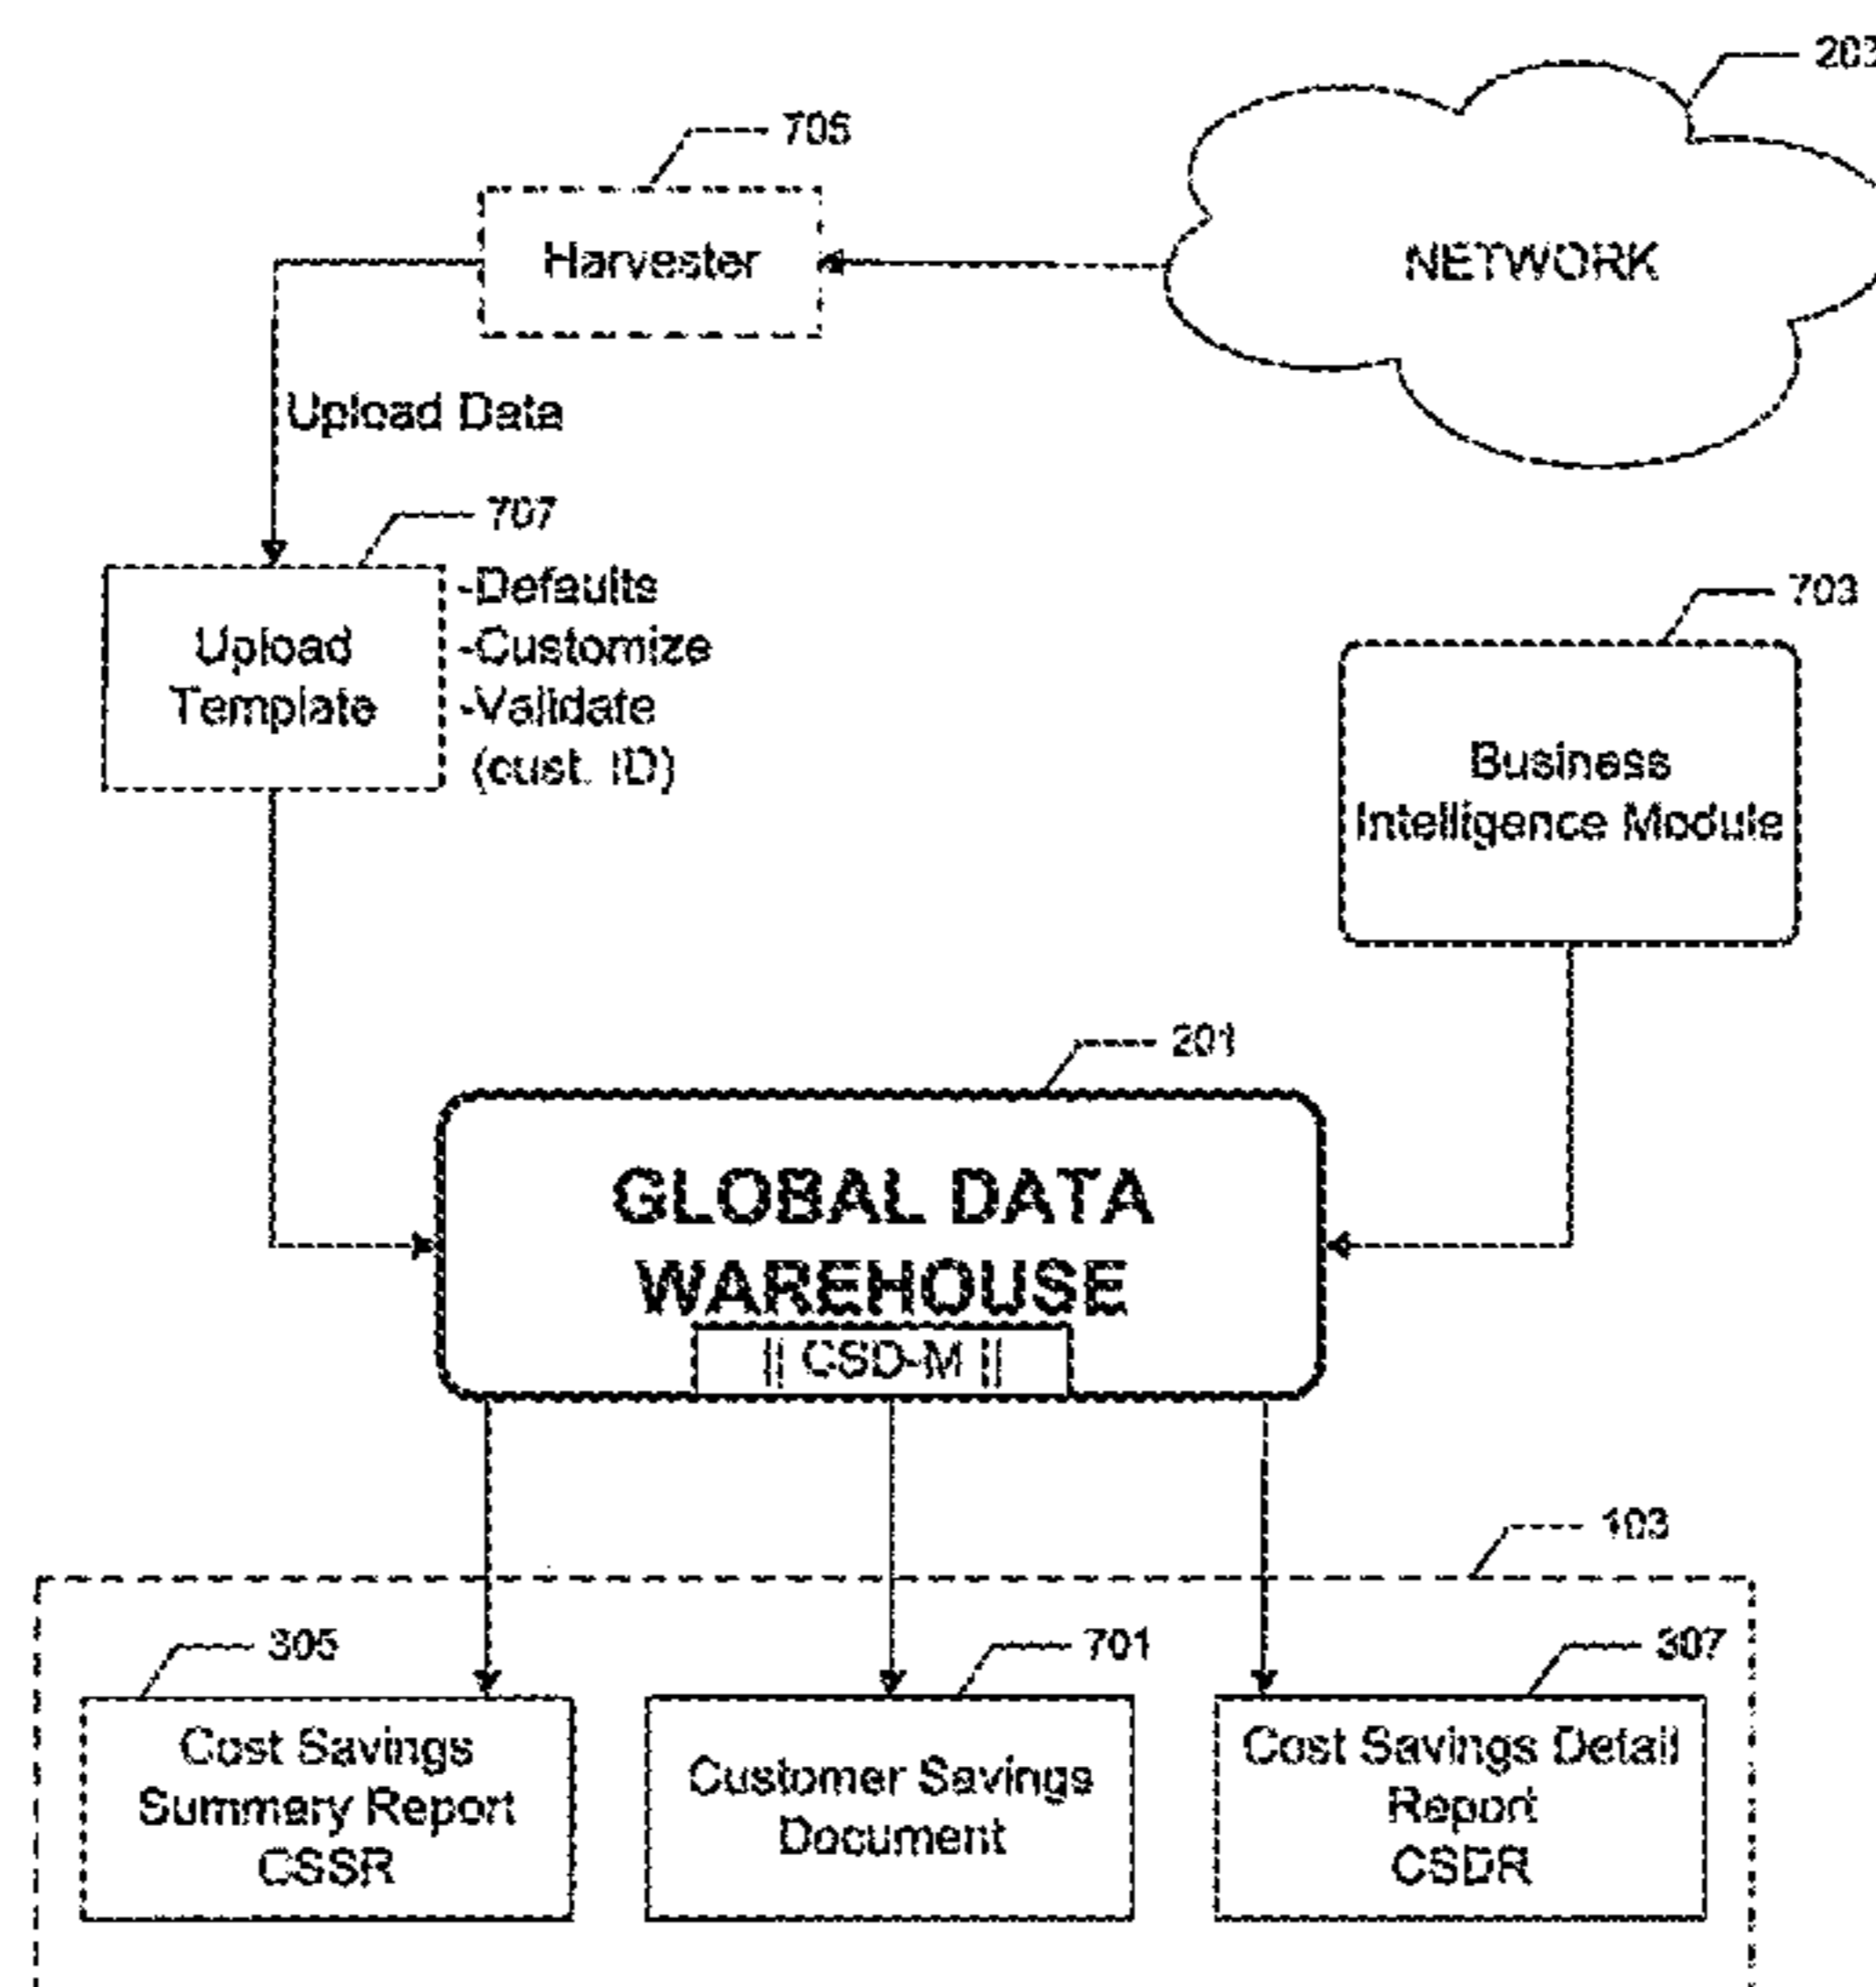 705
Harvester
NETWORK
Upload Data
707
Upload
Template
-Defaults
-Customize
-Validate
(cust. ID)
703
Business
Intelligence Module
201
GLOBAL DATA
WAREHOUSE
|| CSD-M ||
103
305
Cost Savings
Summary Report
CSSR
701
Customer Savings
Document
307
Cost Savings Detail
Report
CSDR